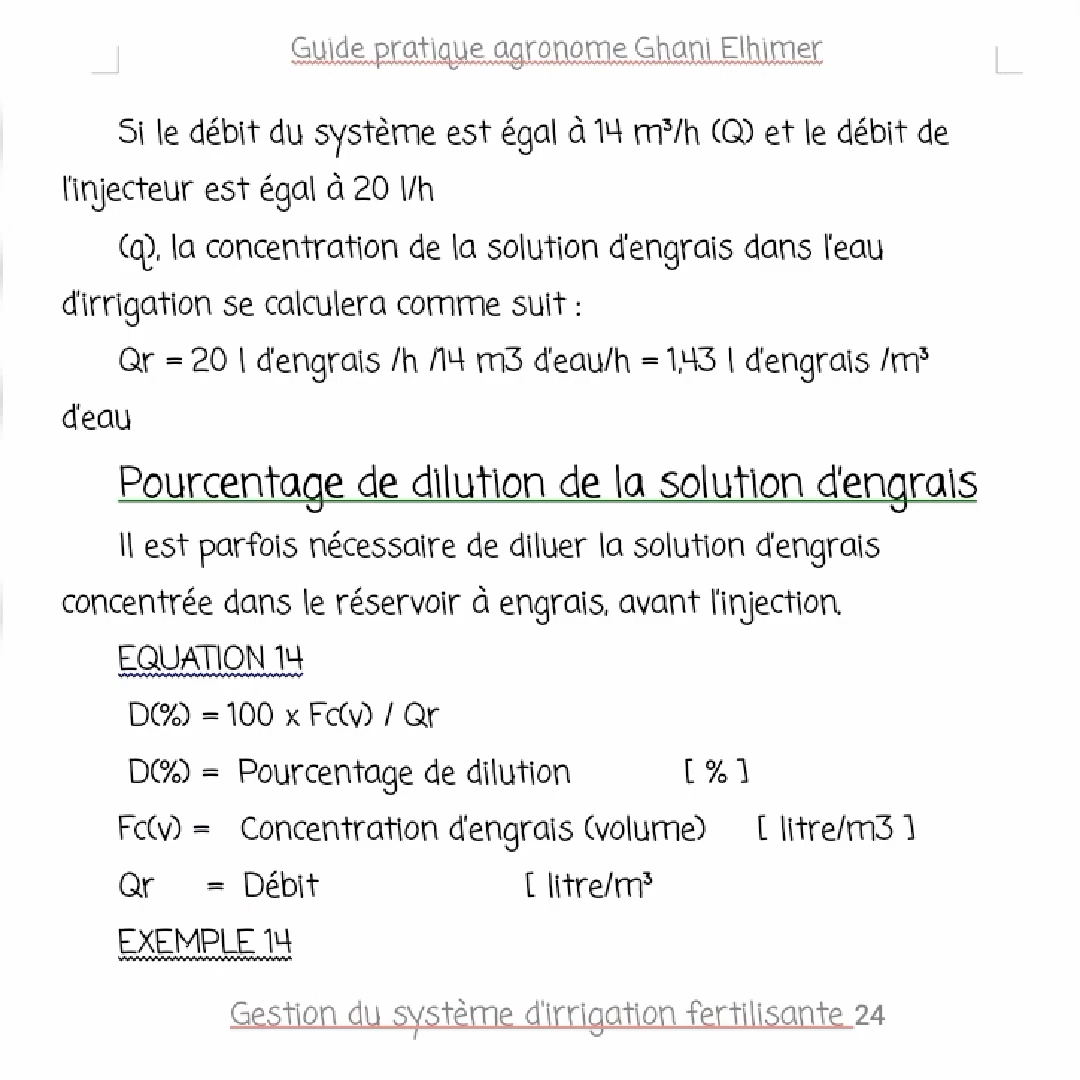 Guide pratique agronome Ghani Elhimer
Si le débit du système est égal à 14 m³/h (Q) et le débit de
l'injecteur est égal à 20 l/h
(q), la concentration de la solution d'engrais dans l'eau
d'irrigation se calculera comme suit :
Qr = 20 l d'engrais /h /14 m3 d'eau/h = 1,43 l d'engrais /m³
d'eau
Pourcentage de dilution de la solution d'engrais
Il est parfois nécessaire de diluer la solution d'engrais
concentrée dans le réservoir à engrais, avant l'injection.
EQUATION 14
D(%) = 100 x Fc(v) / Qr
D(%) = Pourcentage de dilution [ % ]
Fc(v) = Concentration d'engrais (volume) [ litre/m3 ]
Qr = Débit [ litre/m³
EXEMPLE 14
Gestion du système d'irrigation fertilisante 24